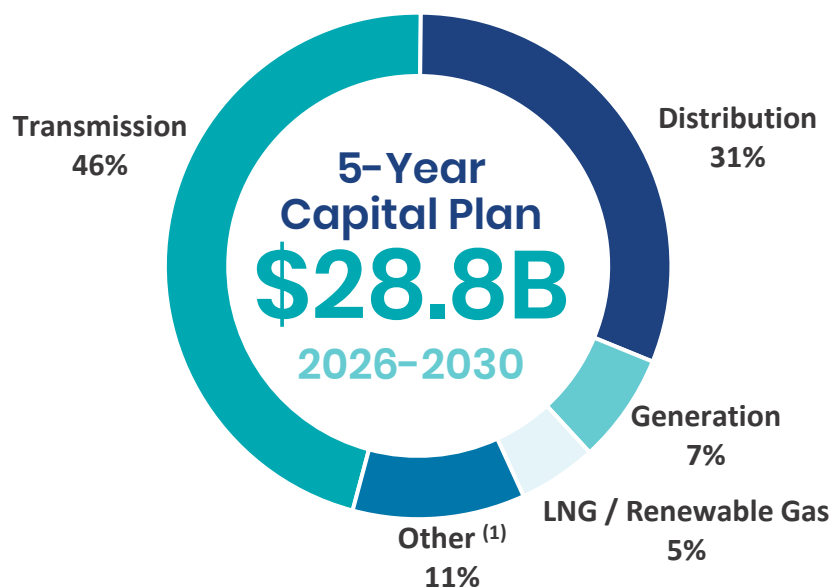 Transmission
46%
Distribution
31%
5-Year
Capital Plan
$28.8B
2026-2030
Generation
7%
LNG / Renewable Gas
5%
Other (1)
11%